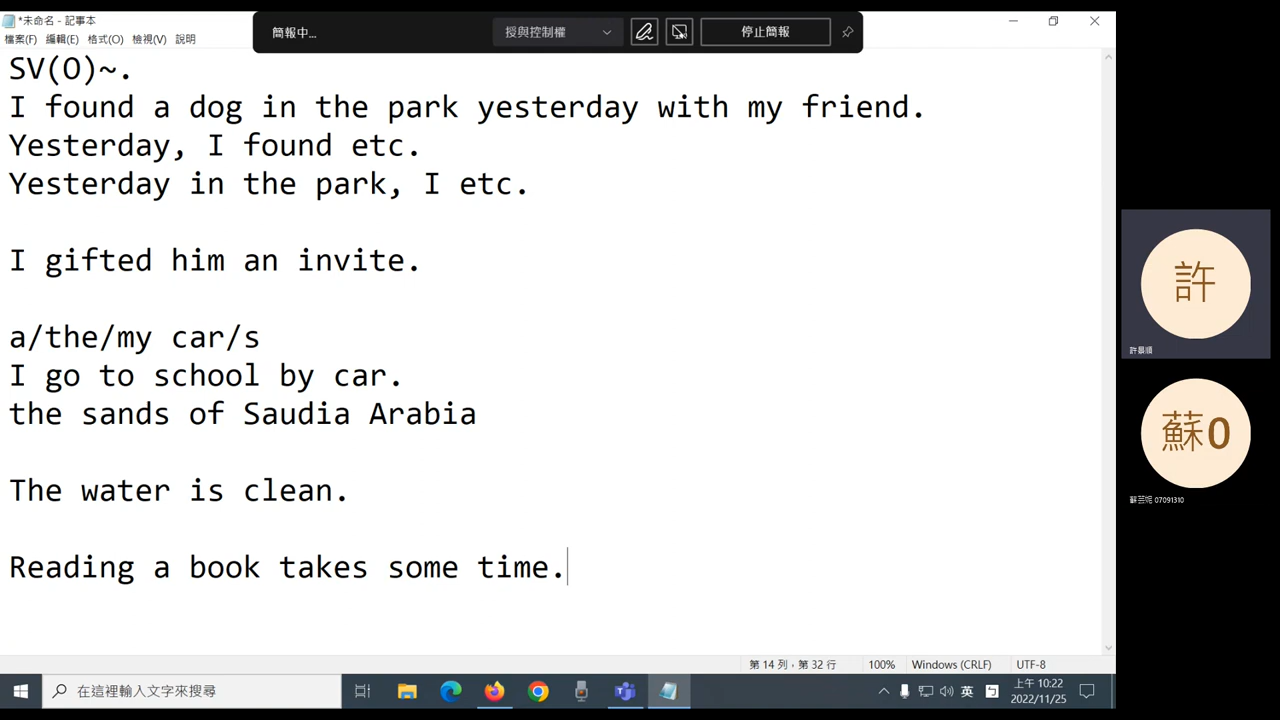 *未命名 - 記事本
檔案(F) 編輯(E) 格式(O) 檢視(V) 說明
簡報中...
授與控制權
停止簡報
SV(O)~.
I found a dog in the park yesterday with my friend.
Yesterday, I found etc.
Yesterday in the park, I etc.
I gifted him an invite.
a/the/my car/s
I go to school by car.
the sands of Saudia Arabia
The water is clean.
Reading a book takes some time.
許
許景順
蘇0
07091310
第 14 列，第 32 行
100%
Windows (CRLF)
UTF-8
在這裡輸入文字來搜尋
英
ㄅ
上午 10:22
2022/11/25